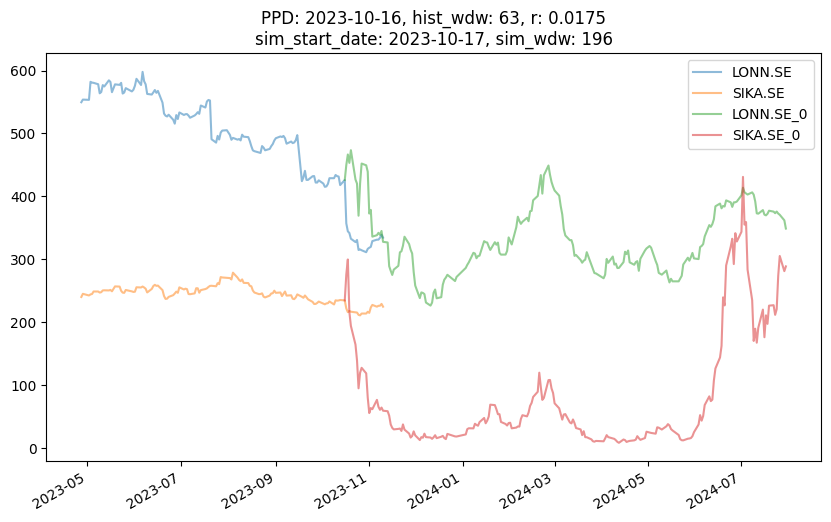 PPD: 2023-10-16, hist_wdw: 63, r: 0.0175
sim_start_date: 2023-10-17, sim_wdw: 196
LONN.SE
SIKA.SE
LONN.SE_0
SIKA.SE_0
600
500
400
300
200
100
0
2023-05
2023-07
2023-09
2023-11
2024-01
2024-03
2024-05
2024-07